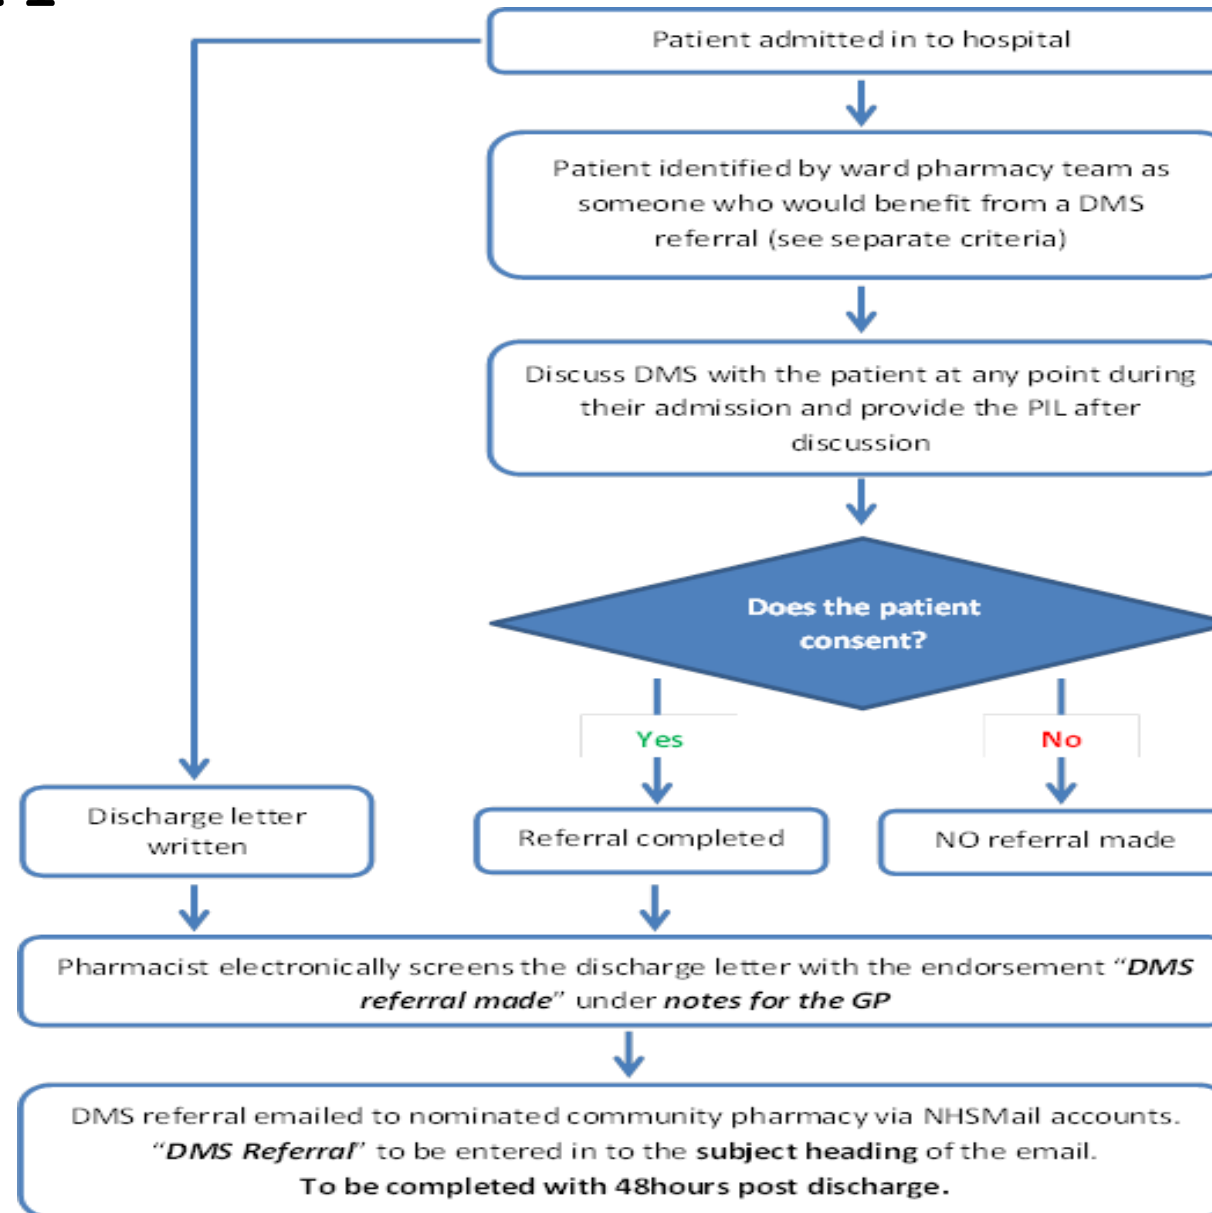 Patient admitted in to hospital
Patient identified by ward pharmacy team as
someone who would benefit from a DMS
referral (see separate criteria)
Discuss DMS with the patient at any point during
their admission and provide the PIL after
discussion
Does the patient
consent?
Yes
No
Discharge letter
written
Referral completed
NO referral made
Pharmacist electronically screens the discharge letter with the endorsement “DMS
referral made” under notes for the GP
DMS referral emailed to nominated community pharmacy via NHSMail accounts.
“DMS Referral” to be entered in to the subject heading of the email.
To be completed with 48hours post discharge.